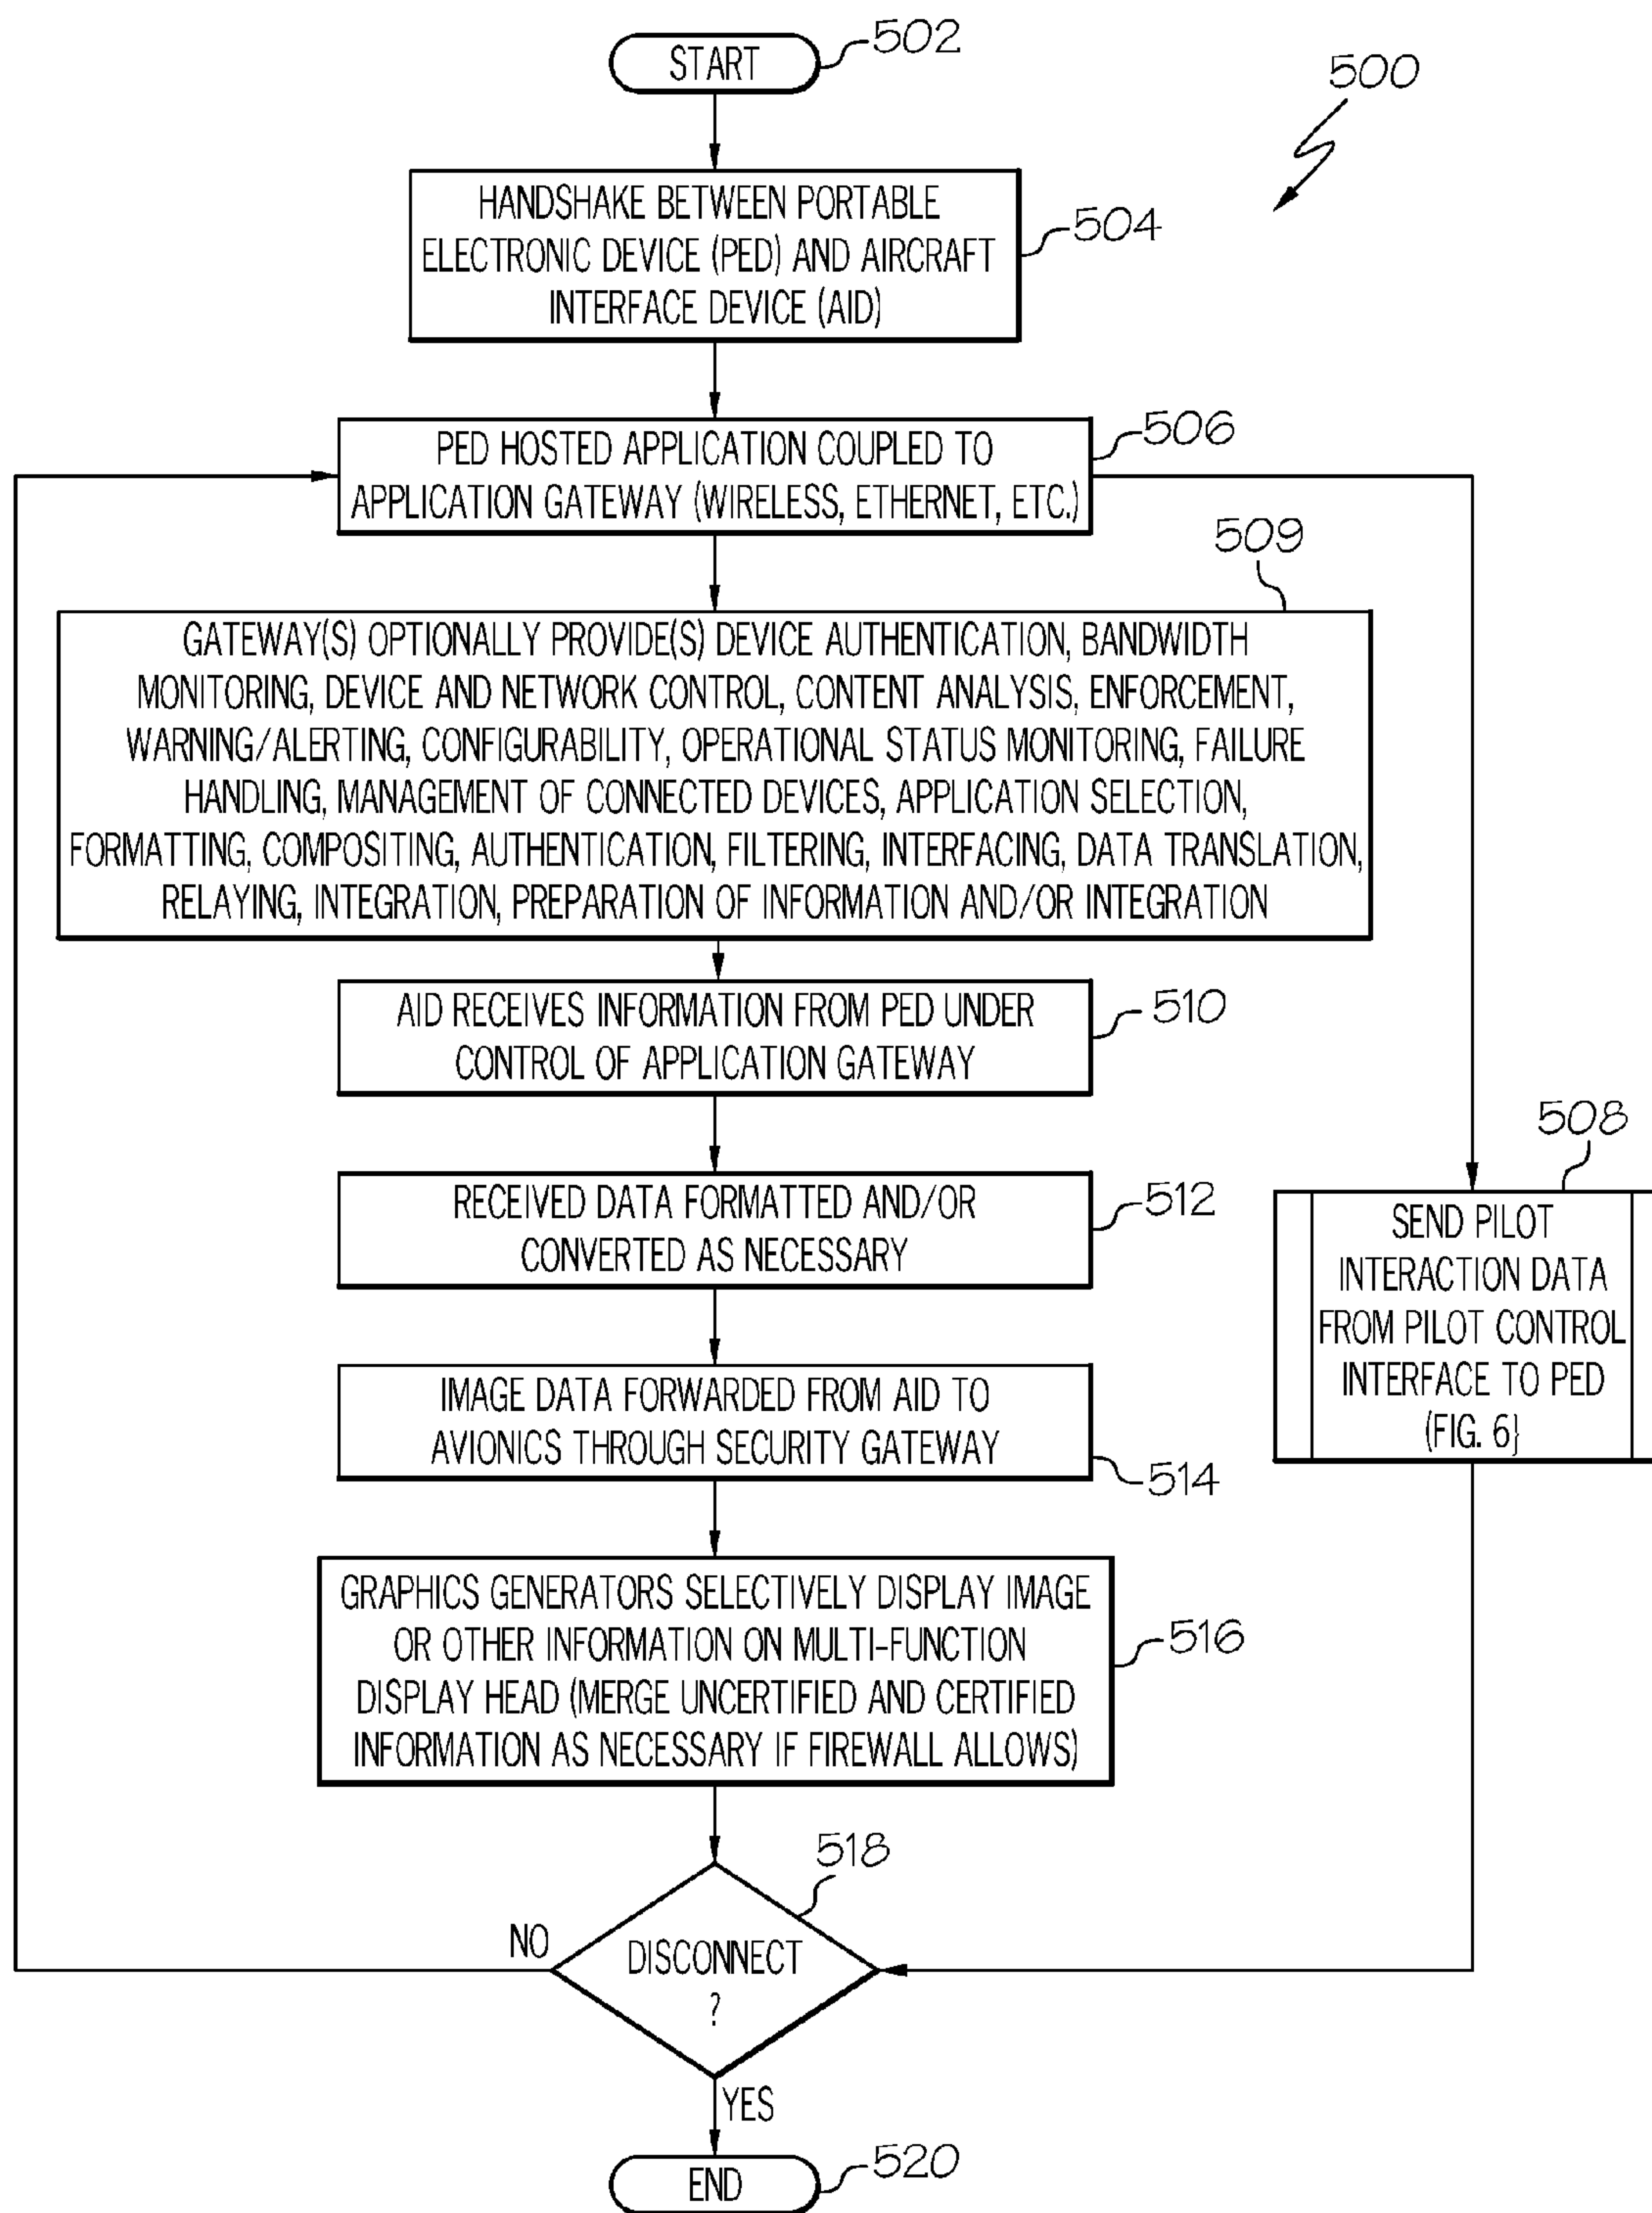 START
502
500
HANDSHAKE BETWEEN PORTABLE
ELECTRONIC DEVICE (PED) AND AIRCRAFT
INTERFACE DEVICE (AID)
504
PED HOSTED APPLICATION COUPLED TO
APPLICATION GATEWAY (WIRELESS, ETHERNET, ETC.)
506
509
GATEWAY(S) OPTIONALLY PROVIDE(S) DEVICE AUTHENTICATION, BANDWIDTH
MONITORING, DEVICE AND NETWORK CONTROL, CONTENT ANALYSIS, ENFORCEMENT,
WARNING/ALERTING, CONFIGURABILITY, OPERATIONAL STATUS MONITORING, FAILURE
HANDLING, MANAGEMENT OF CONNECTED DEVICES, APPLICATION SELECTION,
FORMATTING, COMPOSITING, AUTHENTICATION, FILTERING, INTERFACING, DATA TRANSLATION,
RELAYING, INTEGRATION, PREPARATION OF INFORMATION AND/OR INTEGRATION
AID RECEIVES INFORMATION FROM PED UNDER
CONTROL OF APPLICATION GATEWAY
510
RECEIVED DATA FORMATTED AND/OR
CONVERTED AS NECESSARY
512
508
SEND PILOT
INTERACTION DATA
FROM PILOT CONTROL
INTERFACE TO PED
(FIG. 6}
IMAGE DATA FORWARDED FROM AID TO
AVIONICS THROUGH SECURITY GATEWAY
514
GRAPHICS GENERATORS SELECTIVELY DISPLAY IMAGE
OR OTHER INFORMATION ON MULTI-FUNCTION
DISPLAY HEAD (MERGE UNCERTIFIED AND CERTIFIED
INFORMATION AS NECESSARY IF FIREWALL ALLOWS)
516
518
NO
DISCONNECT
?
YES
END
520